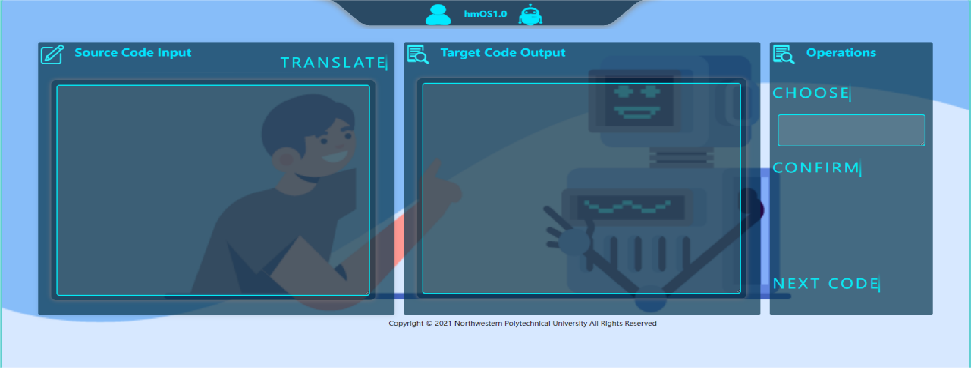 hmOS1.0
Source Code Input
TRANSLATE
Target Code Output
Operations
CHOOSE
CONFIRM
NEXT CODE
Copyright © 2021 Northwestern Polytechnical University All Rights Reserved